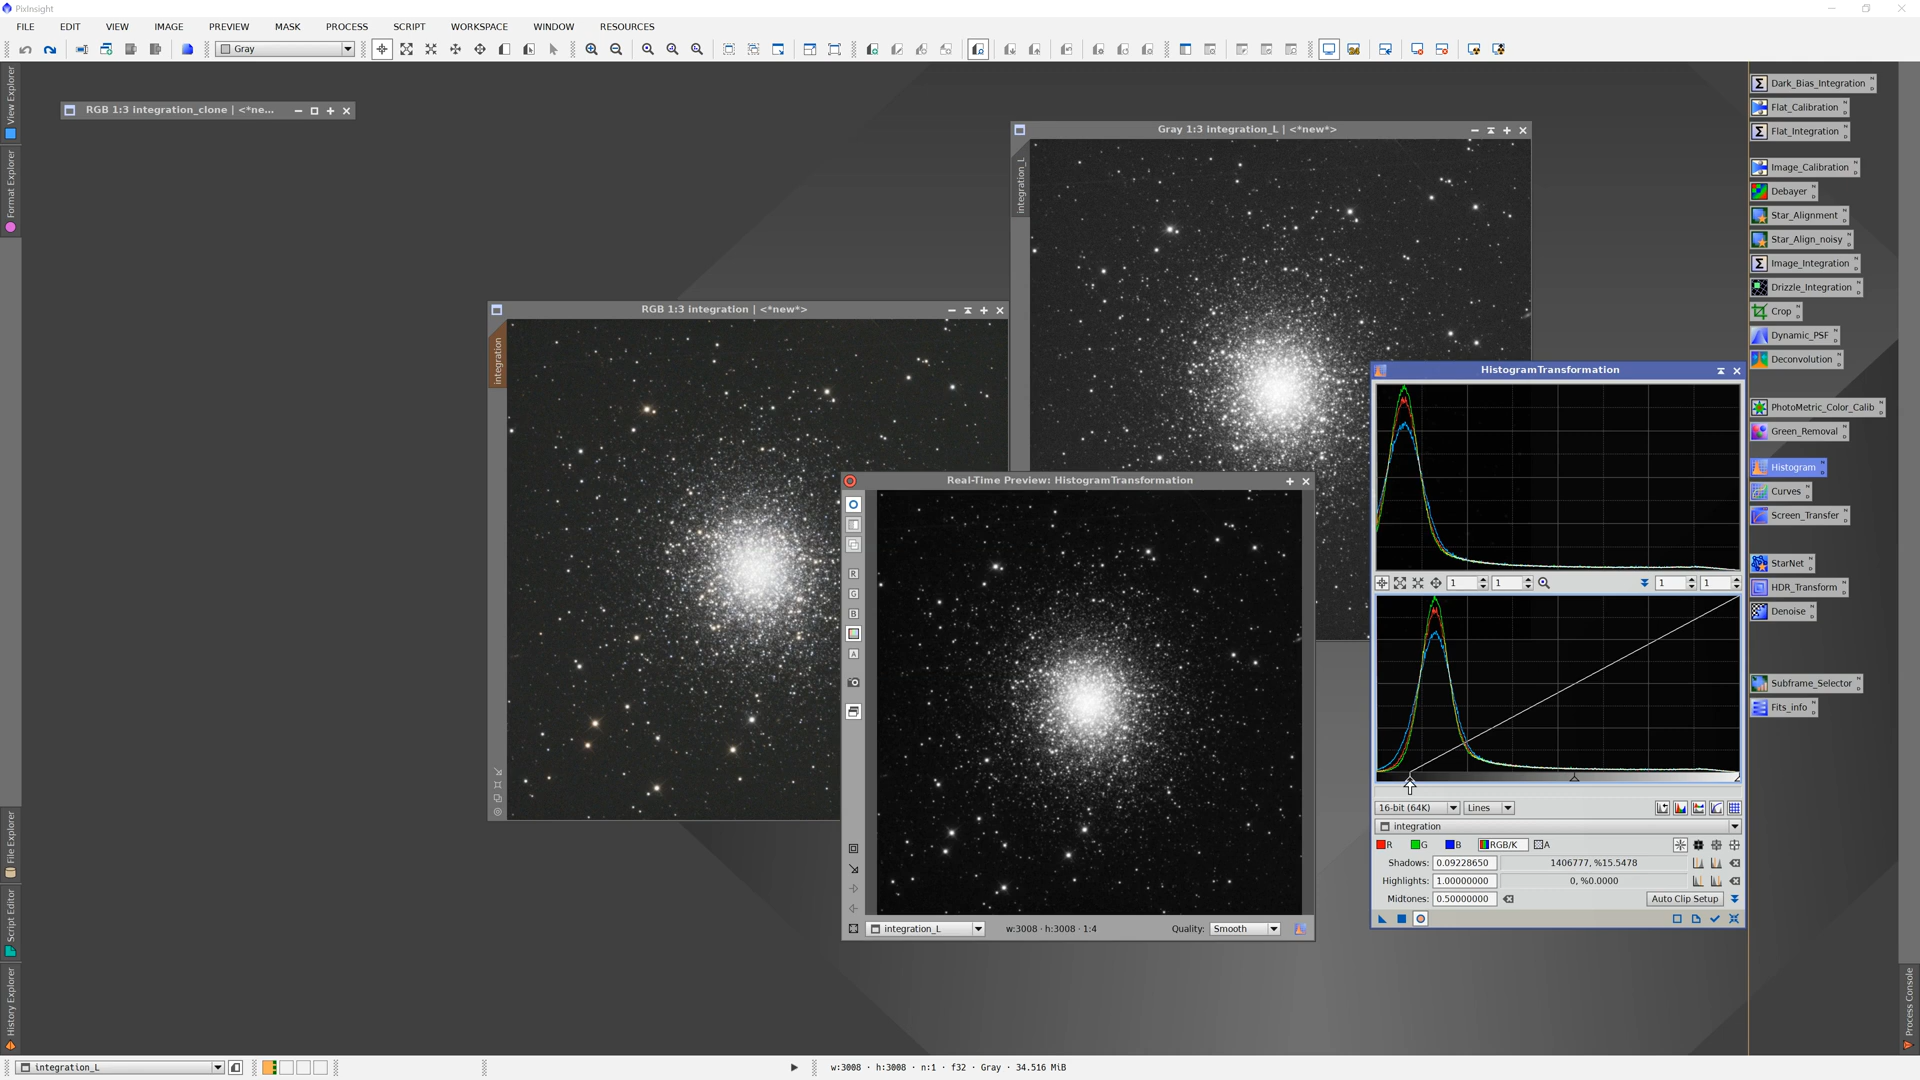 PixInsight
FILE EDIT VIEW IMAGE PREVIEW MASK PROCESS SCRIPT WORKSPACE WINDOW RESOURCES
Gray
View Explorer
Format Explorer
File Explorer
Script Editor
History Explorer
RGB 1:3 integration_clone | <*ne...
RGB 1:3 integration | <*new*>
integration
Gray 1:3 integration_L | <*new*>
integration_L
Real-Time Preview: HistogramTransformation
R
G
B
A
integration_L
w:3008 · h:3008 · 1:4
Quality: Smooth
HistogramTransformation
1 1 1 1
16-bit (64K) Lines
integration
R G B RGB/K A
Shadows: 0.09228650 1406777, %15.5478
Highlights: 1.00000000 0, %0.0000
Midtones: 0.50000000 Auto Clip Setup
Dark_Bias_Integration
Flat_Calibration
Flat_Integration
Image_Calibration
Debayer
Star_Alignment
Star_Align_noisy
Image_Integration
Drizzle_Integration
Crop
Dynamic_PSF
Deconvolution
PhotoMetric_Color_Calib
Green_Removal
Histogram
Curves
Screen_Transfer
StarNet
HDR_Transform
Denoise
Subframe_Selector
Fits_info
Process Console
integration_L
w:3008 · h:3008 · n:1 · f32 · Gray · 34.516 MiB